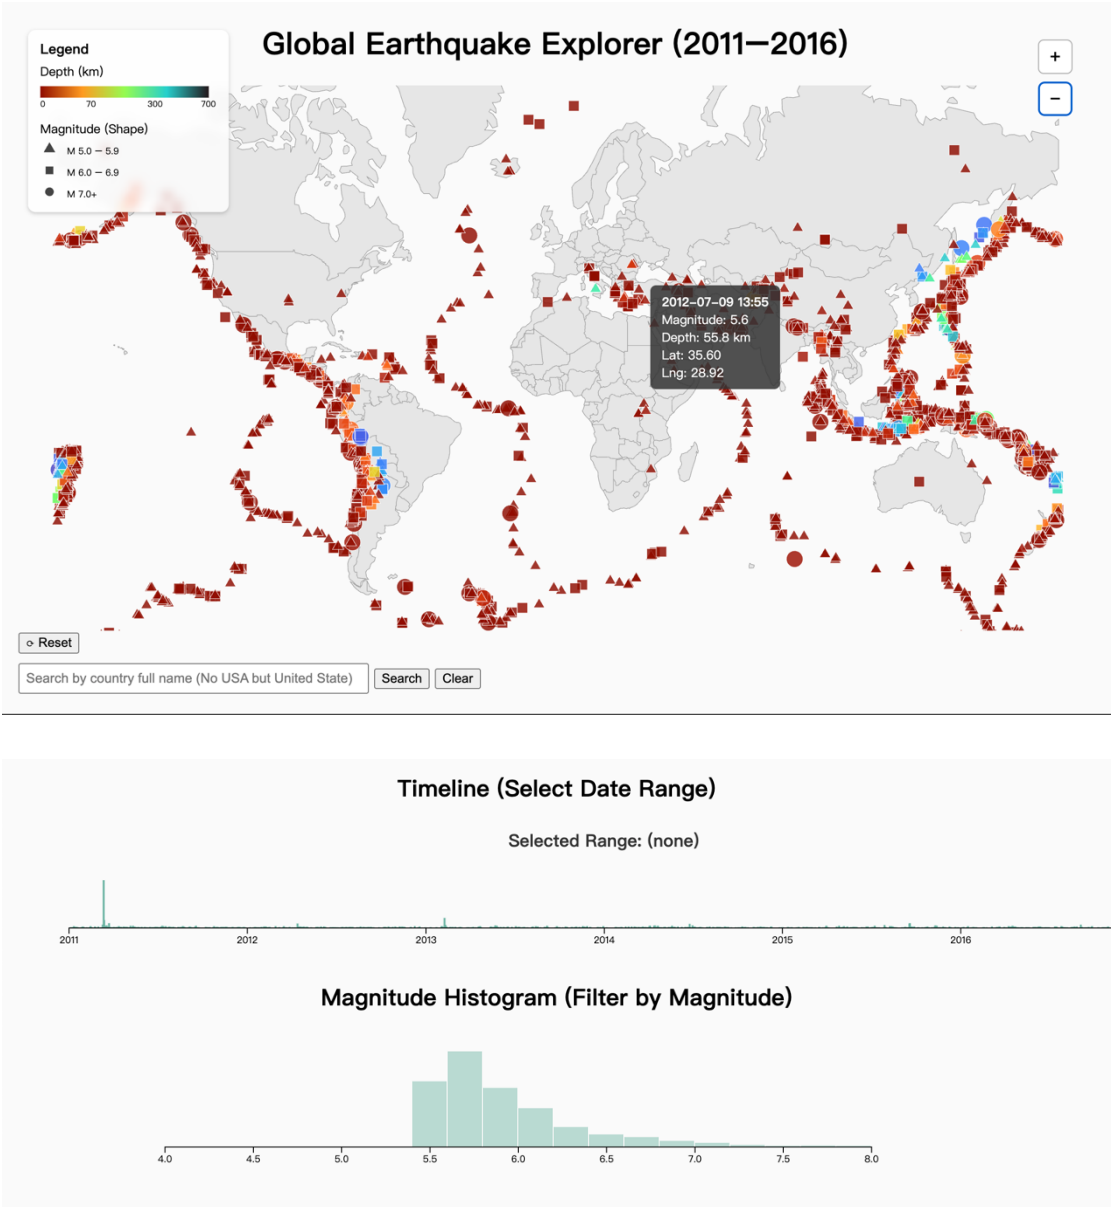 Global Earthquake Explorer (2011—2016)
Legend
Depth (km)
0 70 300 700
Magnitude (Shape)
M 5.0 – 5.9
M 6.0 – 6.9
M 7.0+
+
−
2012-07-09 13:55
Magnitude: 5.6
Depth: 55.8 km
Lat: 35.60
Lng: 28.92
⟳ Reset
Search by country full name (No USA but United State) Search Clear
Timeline (Select Date Range)
Selected Range: (none)
2011 2012 2013 2014 2015 2016
Magnitude Histogram (Filter by Magnitude)
4.0 4.5 5.0 5.5 6.0 6.5 7.0 7.5 8.0